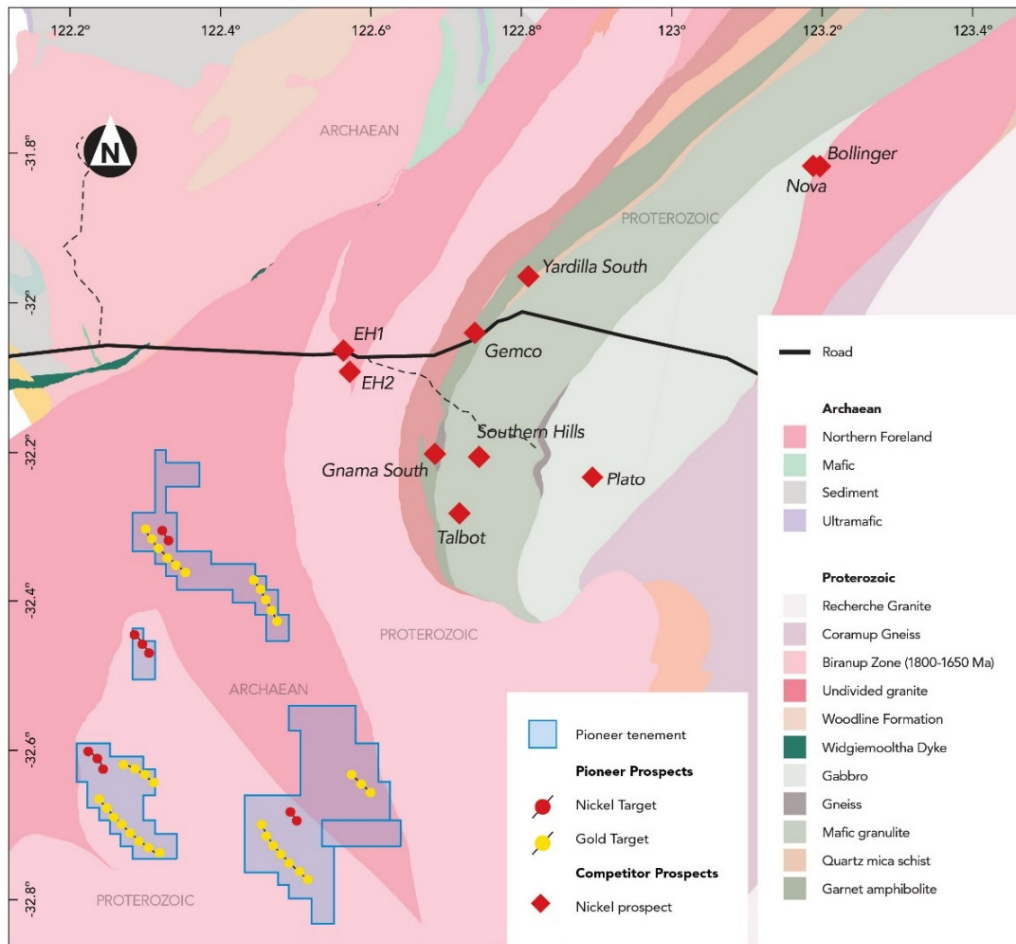 122.2° 122.4° 122.6° 122.8° 123° 123.2° 123.4°
-31.8°
-32°
-32.2°
-32.4°
-32.6°
-32.8°
N
ARCHAEAN
Bollinger
Nova
PROTEROZOIC
Yardilla South
EH1
Gemco
EH2
Southern Hills
Gnama South
Plato
Talbot
PROTEROZOIC
ARCHAEAN
PROTEROZOIC
Pioneer tenement
Pioneer Prospects
Nickel Target
Gold Target
Competitor Prospects
Nickel prospect
Road
Archaean
Northern Foreland
Mafic
Sediment
Ultramafic
Proterozoic
Recherche Granite
Coramup Gneiss
Biranup Zone (1800-1650 Ma)
Undivided granite
Woodline Formation
Widgiemooltha Dyke
Gabbro
Gneiss
Mafic granulite
Quartz mica schist
Garnet amphibolite